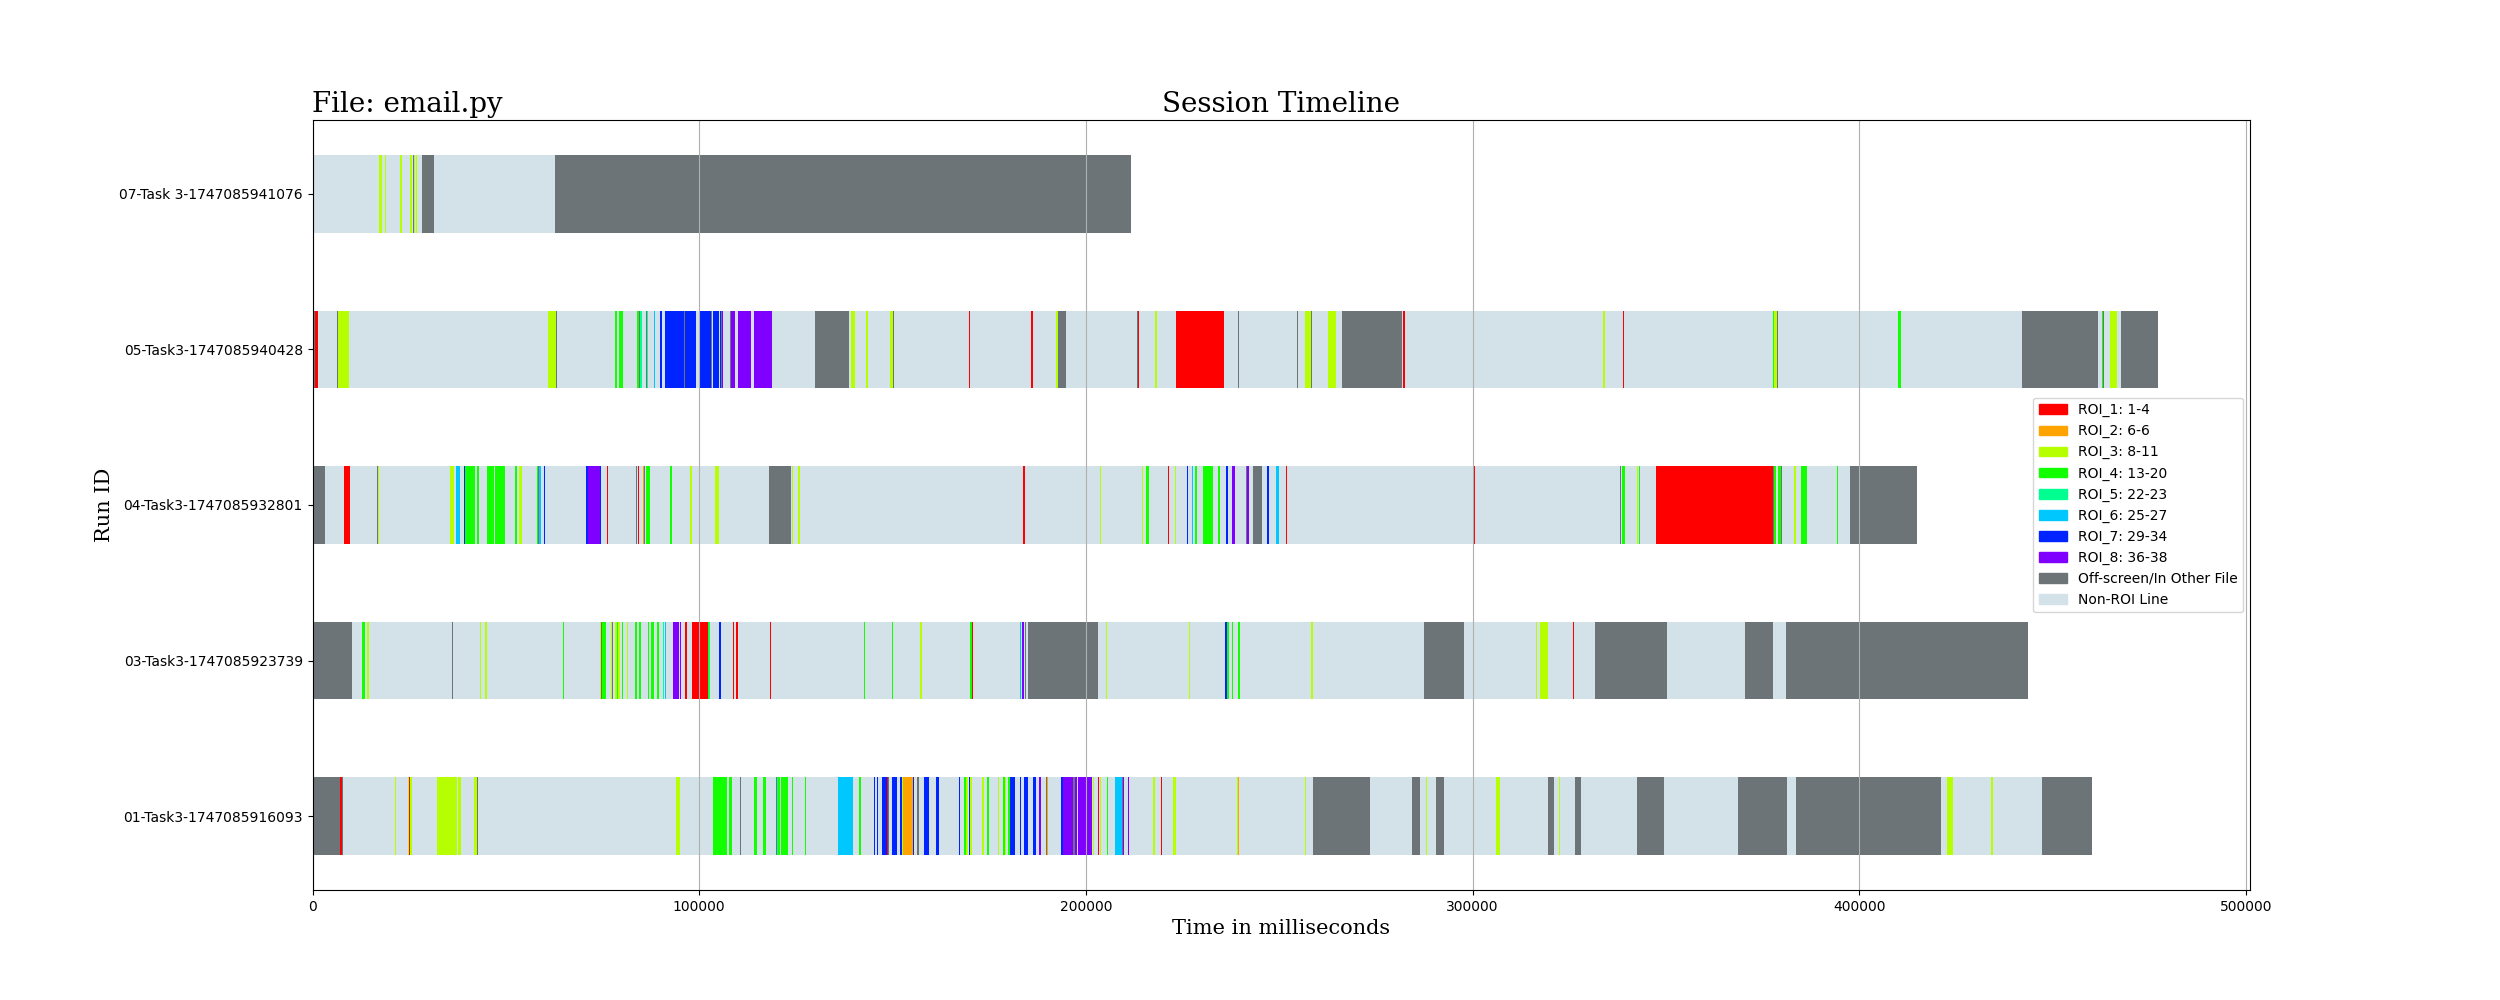 File: email.py
Session Timeline
Run ID
07-Task 3-1747085941076
05-Task3-1747085940428
04-Task3-1747085932801
03-Task3-1747085923739
01-Task3-1747085916093
ROI_1: 1-4
ROI_2: 6-6
ROI_3: 8-11
ROI_4: 13-20
ROI_5: 22-23
ROI_6: 25-27
ROI_7: 29-34
ROI_8: 36-38
Off-screen/In Other File
Non-ROI Line
0
100000
200000
300000
400000
500000
Time in milliseconds